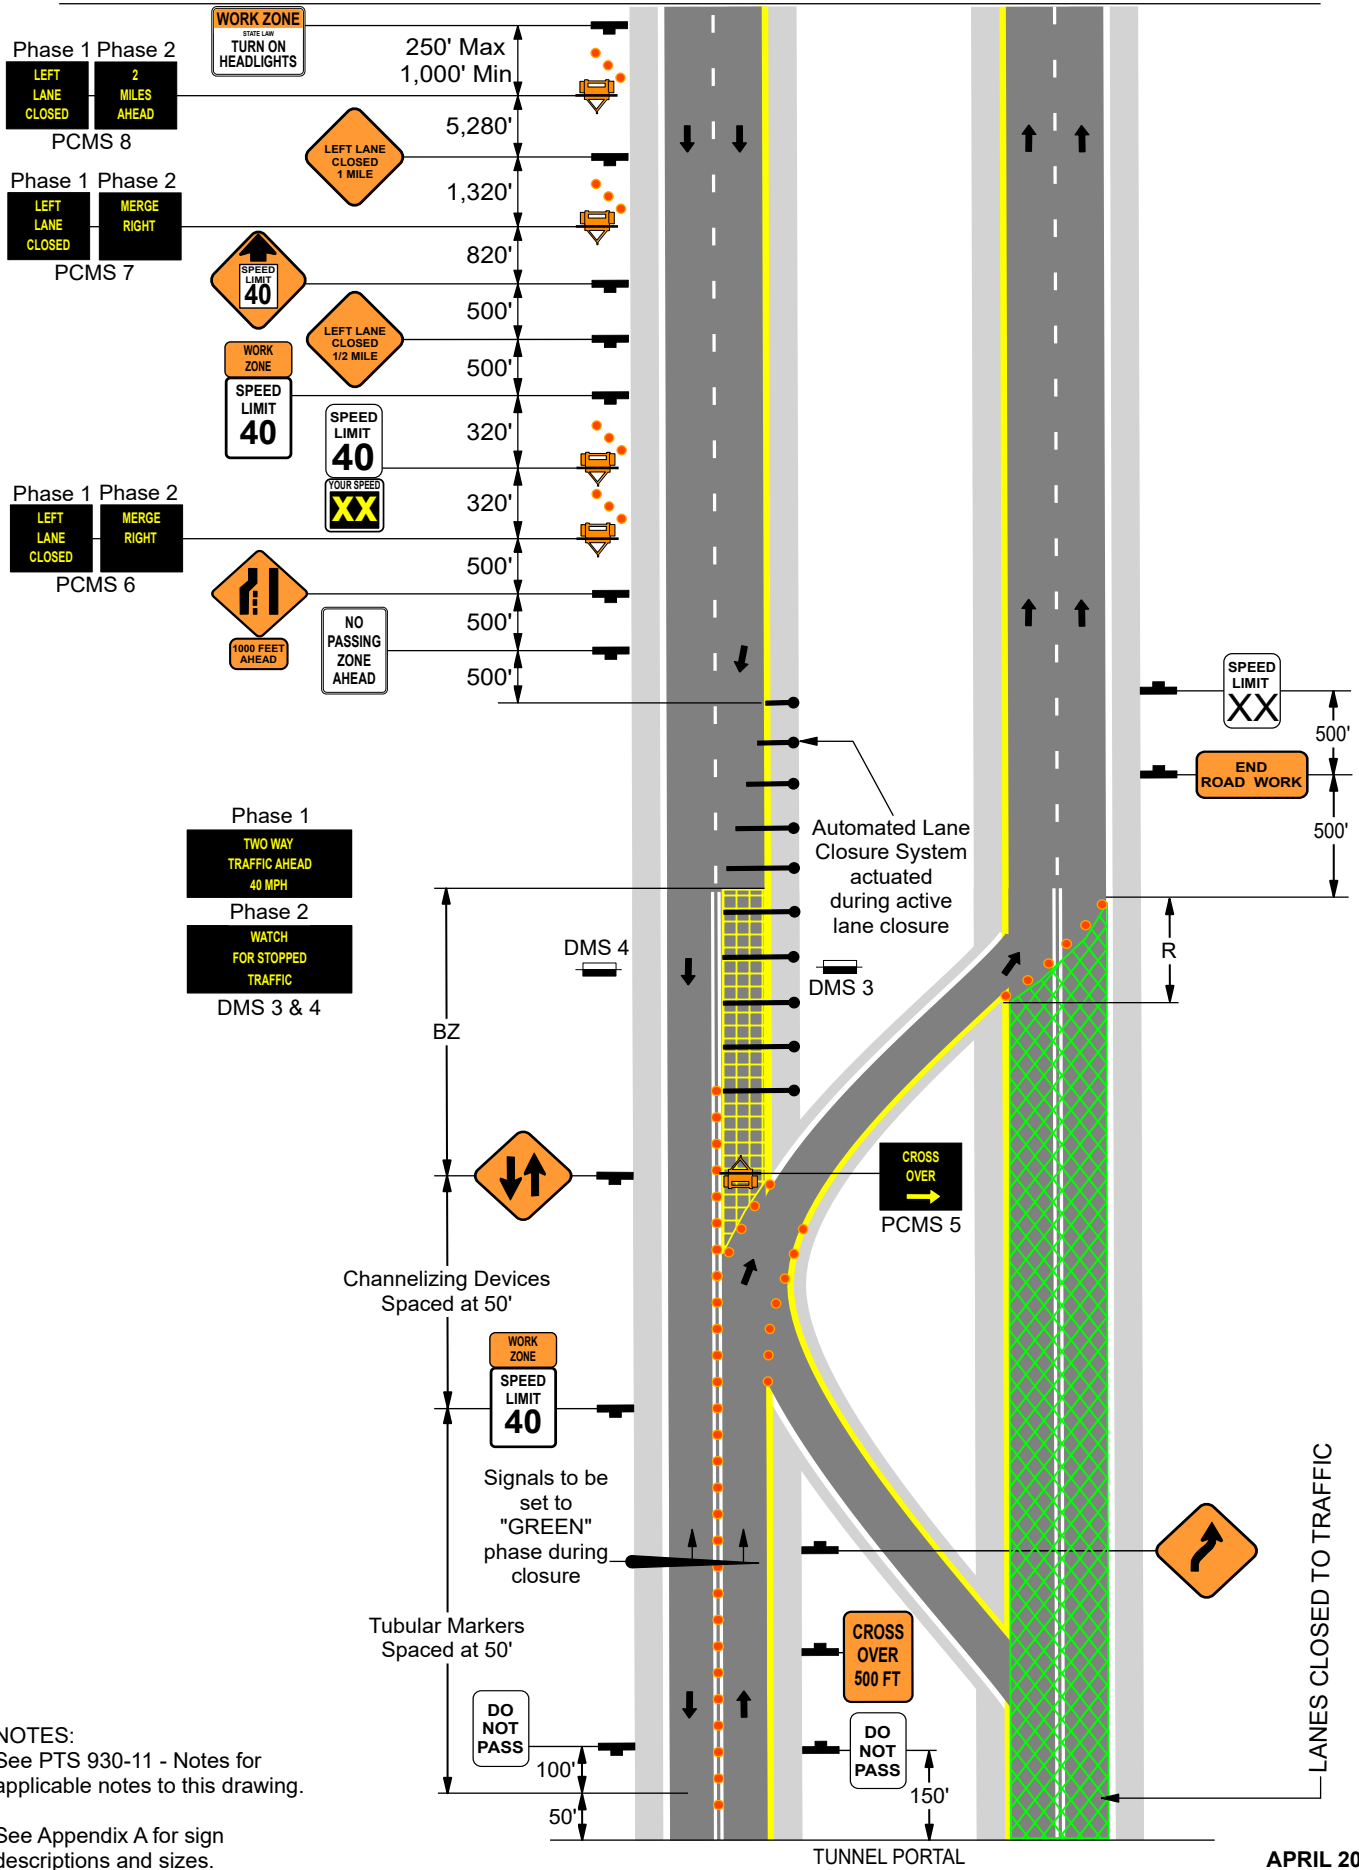 WORK ZONE
STATE LAW
TURN ON
HEADLIGHTS
250' Max
1,000' Min
Phase 1 Phase 2
LEFT
LANE
CLOSED
2
MILES
AHEAD
PCMS 8
5,280'
LEFT LANE
CLOSED
1 MILE
1,320'
Phase 1 Phase 2
LEFT
LANE
CLOSED
MERGE
RIGHT
PCMS 7
820'
SPEED
LIMIT
40
500'
LEFT LANE
CLOSED
1/2 MILE
500'
WORK
ZONE
SPEED
LIMIT
40
320'
SPEED
LIMIT
40
YOUR SPEED
XX
320'
Phase 1 Phase 2
LEFT
LANE
CLOSED
MERGE
RIGHT
PCMS 6
500'
1000 FEET
AHEAD
500'
NO
PASSING
ZONE
AHEAD
500'
SPEED
LIMIT
XX
500'
END
ROAD WORK
500'
Automated Lane
Closure System
actuated
during active
lane closure
Phase 1
TWO WAY
TRAFFIC AHEAD
40 MPH
Phase 2
WATCH
FOR STOPPED
TRAFFIC
DMS 3 & 4
DMS 4
DMS 3
R
BZ
CROSS
OVER
PCMS 5
Channelizing Devices
Spaced at 50'
WORK
ZONE
SPEED
LIMIT
40
Signals to be
set to
"GREEN"
phase during
closure
Tubular Markers
Spaced at 50'
CROSS
OVER
500 FT
LANES CLOSED TO TRAFFIC
DO
NOT
PASS
100'
DO
NOT
PASS
150'
50'
NOTES:
See PTS 930-11 - Notes for
applicable notes to this drawing.
See Appendix A for sign
descriptions and sizes.
TUNNEL PORTAL
APRIL 20